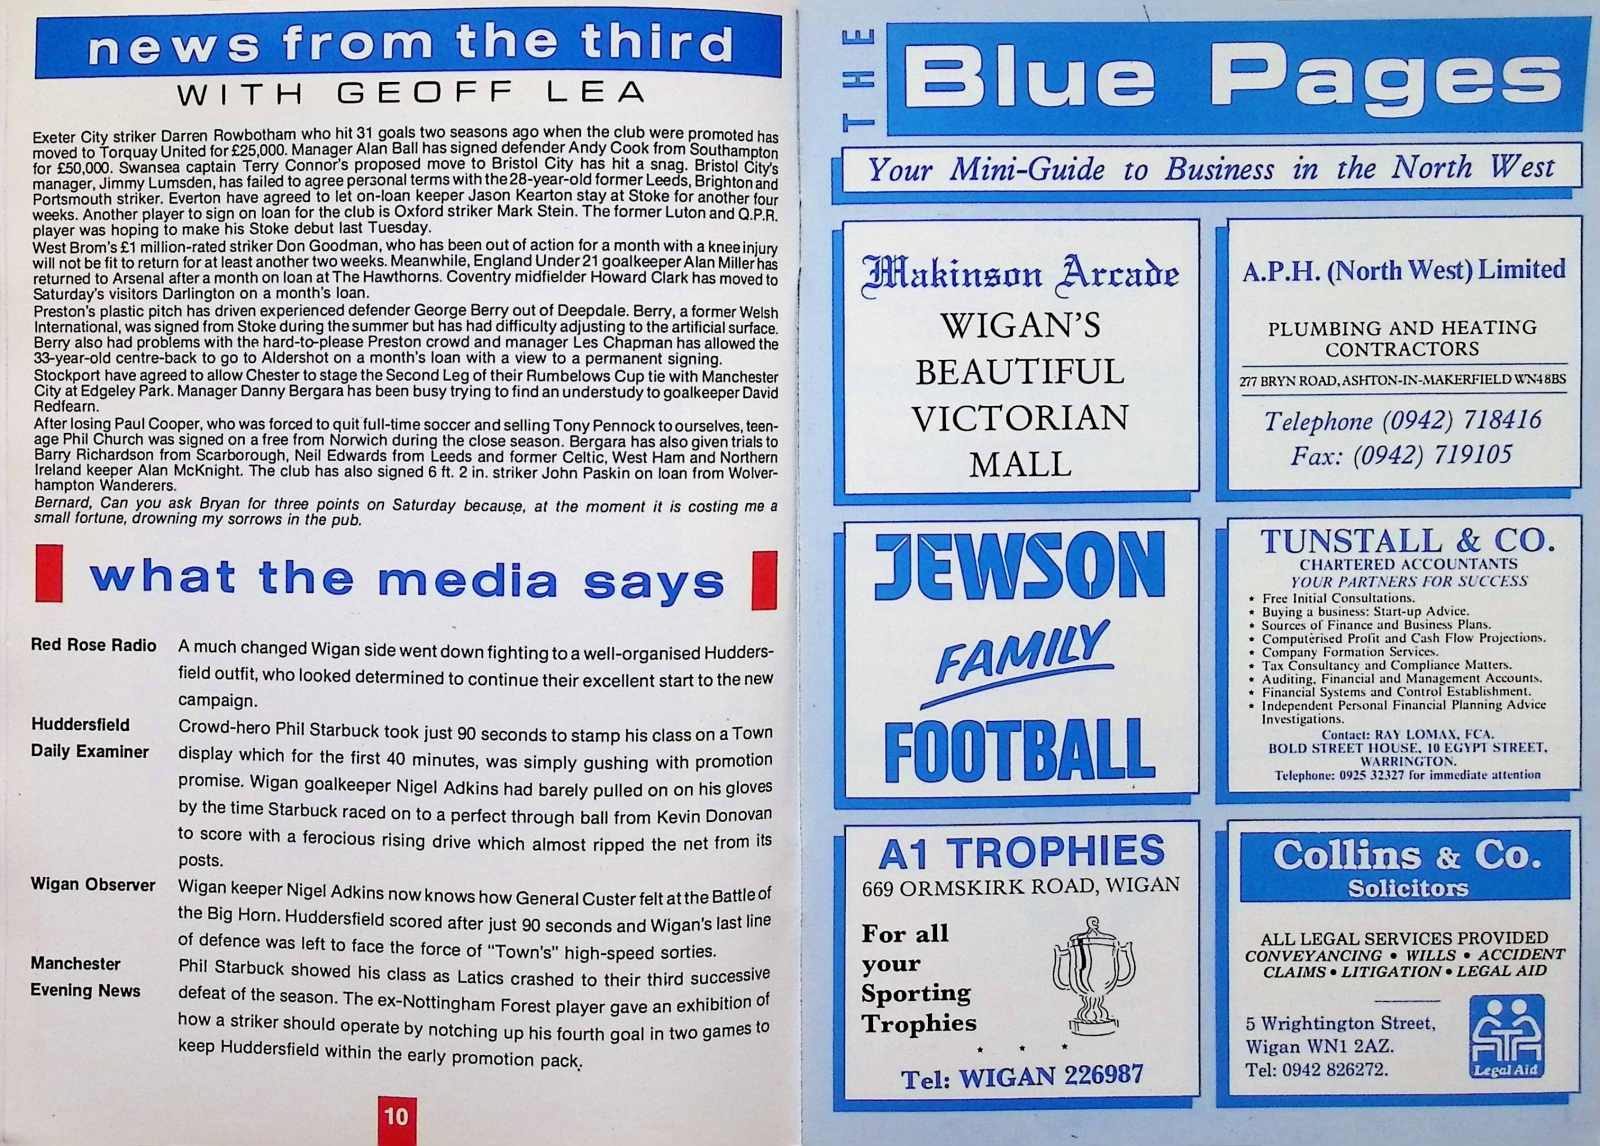 news from the third
WITH GEOFF LEA
Exeter City striker Darren Rowbotham who hit 31 goals two seasons ago when the club were promoted has
moved to Torquay United for £25,000. Manager Alan Ball has signed defender Andy Cook from Southampton
for £50,000. Swansea captain Terry Connor's proposed move to Bristol City has hit a snag. Bristol City's
manager, Jimmy Lumsden, has failed to agree personal terms with the 28-year-old former Leeds, Brighton and
Portsmouth striker. Everton have agreed to let on-loan keeper Jason Kearton stay at Stoke for another four
weeks. Another player to sign on loan for the club is Oxford striker Mark Stein. The former Luton and Q.P.R.
player was hoping to make his Stoke debut last Tuesday.
West Brom's £1 million-rated striker Don Goodman, who has been out of action for a month with a knee injury
will not be fit to return for at least another two weeks. Meanwhile, England Under 21 goalkeeper Alan Miller has
returned to Arsenal after a month on loan at The Hawthorns. Coventry midfielder Howard Clark has moved to
Saturday's visitors Darlington on a month's loan.
Preston's plastic pitch has driven experienced defender George Berry out of Deepdale. Berry, a former Welsh
International, was signed from Stoke during the summer but has had difficulty adjusting to the artificial surface.
Berry also had problems with the hard-to-please Preston crowd and manager Les Chapman has allowed the
33-year-old centre-back to go to Aldershot on a month's loan with a view to a permanent signing.
Stockport have agreed to allow Chester to stage the Second Leg of their Rumbelows Cup tie with Manchester
City at Edgeley Park. Manager Danny Bergara has been busy trying to find an understudy to goalkeeper David
Redfearn.
After losing Paul Cooper, who was forced to quit full-time soccer and selling Tony Pennock to ourselves, teen-
age Phil Church was signed on a free from Norwich during the close season. Bergara has also given trials to
Barry Richardson from Scarborough, Neil Edwards from Leeds and former Celtic, West Ham and Northern
Ireland keeper Alan McKnight. The club has also signed 6 ft. 2 in. striker John Paskin on loan from Wolver-
hampton Wanderers.
Bernard, Can you ask Bryan for three points on Saturday because, at the moment it is costing me a
small fortune, drowning my sorrows in the pub.
what the media says
Red Rose Radio
A much changed Wigan side went down fighting to a well-organised Hudders-
field outfit, who looked determined to continue their excellent start to the new
campaign.
Huddersfield
Daily Examiner
Crowd-hero Phil Starbuck took just 90 seconds to stamp his class on a Town
display which for the first 40 minutes, was simply gushing with promotion
promise. Wigan goalkeeper Nigel Adkins had barely pulled on on his gloves
by the time Starbuck raced on to a perfect through ball from Kevin Donovan
to score with a ferocious rising drive which almost ripped the net from its
posts.
Wigan Observer
Wigan keeper Nigel Adkins now knows how General Custer felt at the Battle of
the Big Horn. Huddersfield scored after just 90 seconds and Wigan's last line
of defence was left to face the force of "Town's" high-speed sorties.
Manchester
Evening News
Phil Starbuck showed his class as Latics crashed to their third successive
defeat of the season. The ex-Nottingham Forest player gave an exhibition of
how a striker should operate by notching up his fourth goal in two games to
keep Huddersfield within the early promotion pack.
10
THE
Blue Pages
Your Mini-Guide to Business in the North West
Makinson Arcade
WIGAN'S
BEAUTIFUL
VICTORIAN
MALL
A.P.H. (North West) Limited
PLUMBING AND HEATING
CONTRACTORS
277 BRYN ROAD, ASHTON-IN-MAKERFIELD WN4 8BS
Telephone (0942) 718416
Fax: (0942) 719105
JEWSON
FAMILY
FOOTBALL
TUNSTALL & CO.
CHARTERED ACCOUNTANTS
YOUR PARTNERS FOR SUCCESS
* Free Initial Consultations.
* Buying a business: Start-up Advice.
* Sources of Finance and Business Plans.
* Computerised Profit and Cash Flow Projections.
* Company Formation Services.
* Tax Consultancy and Compliance Matters.
* Auditing, Financial and Management Accounts.
* Financial Systems and Control Establishment.
* Independent Personal Financial Planning Advice
Investigations.
Contact: RAY LOMAX, FCA.
BOLD STREET HOUSE, 10 EGYPT STREET,
WARRINGTON.
Telephone: 0925 32327 for immediate attention
A1 TROPHIES
669 ORMSKIRK ROAD, WIGAN
For all
your
Sporting
Trophies
* * *
Tel: WIGAN 226987
Collins & Co.
Solicitors
ALL LEGAL SERVICES PROVIDED
CONVEYANCING • WILLS • ACCIDENT
CLAIMS • LITIGATION • LEGAL AID
5 Wrightington Street,
Wigan WN1 2AZ.
Tel: 0942 826272.
Legal Aid